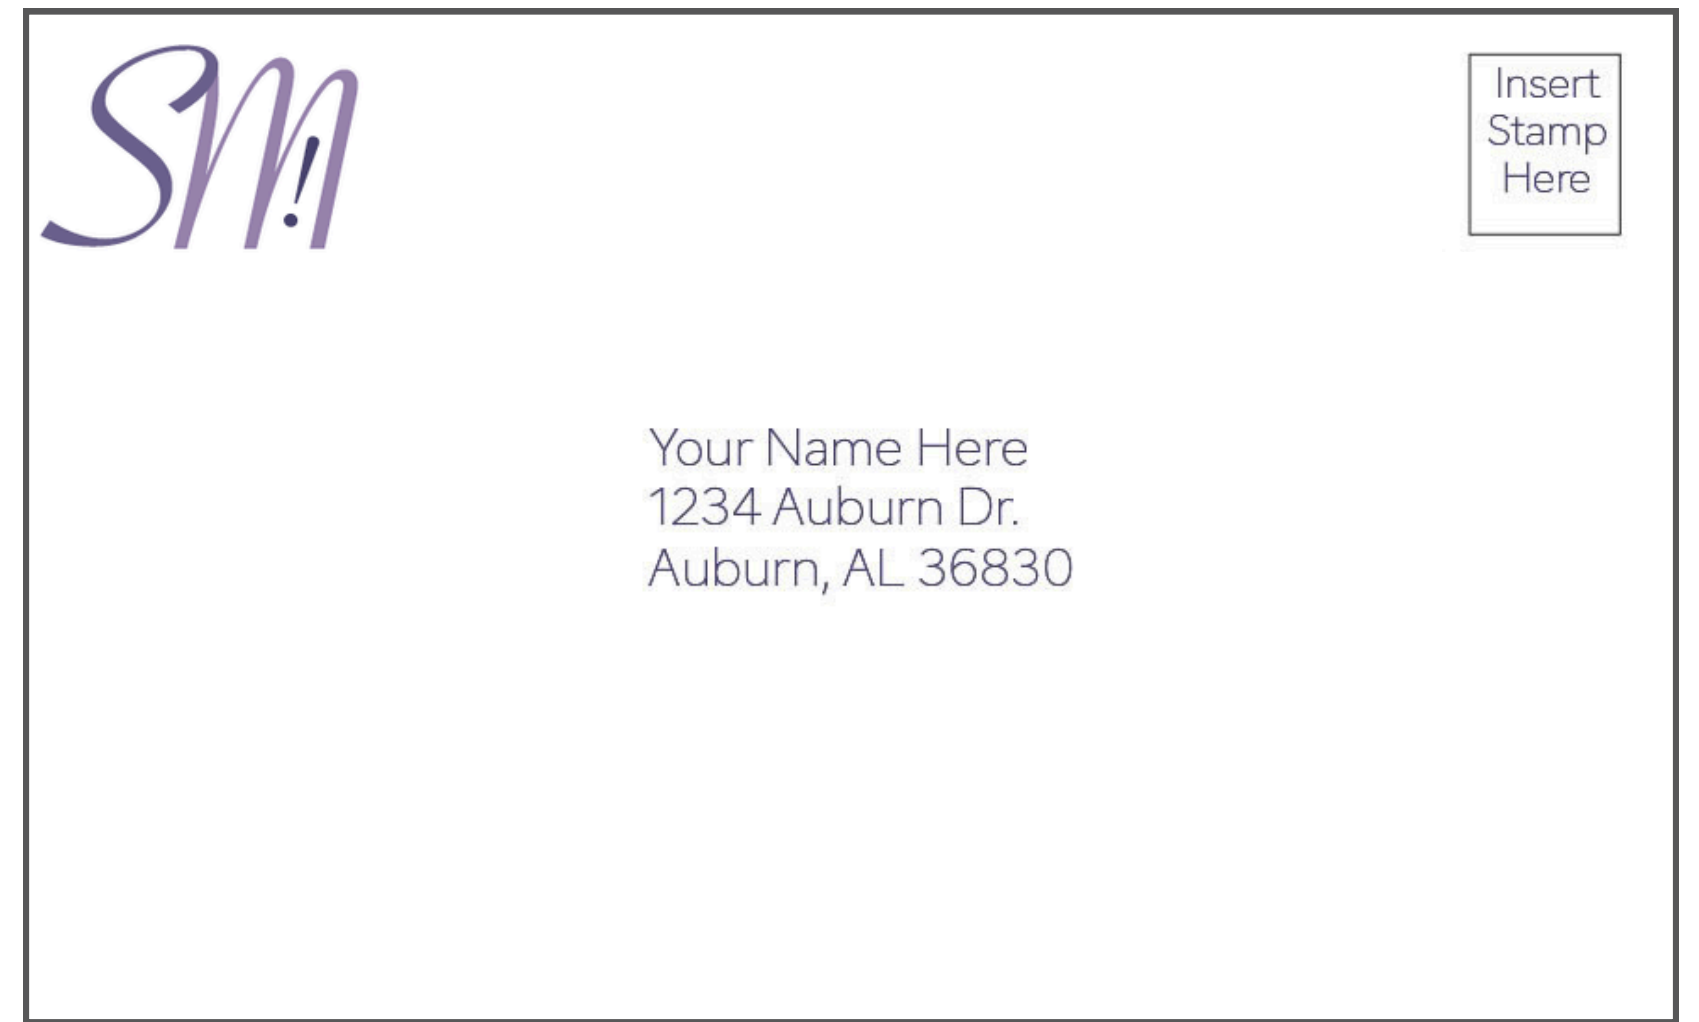 SM!
Insert
Stamp
Here
Your Name Here
1234 Auburn Dr.
Auburn, AL 36830